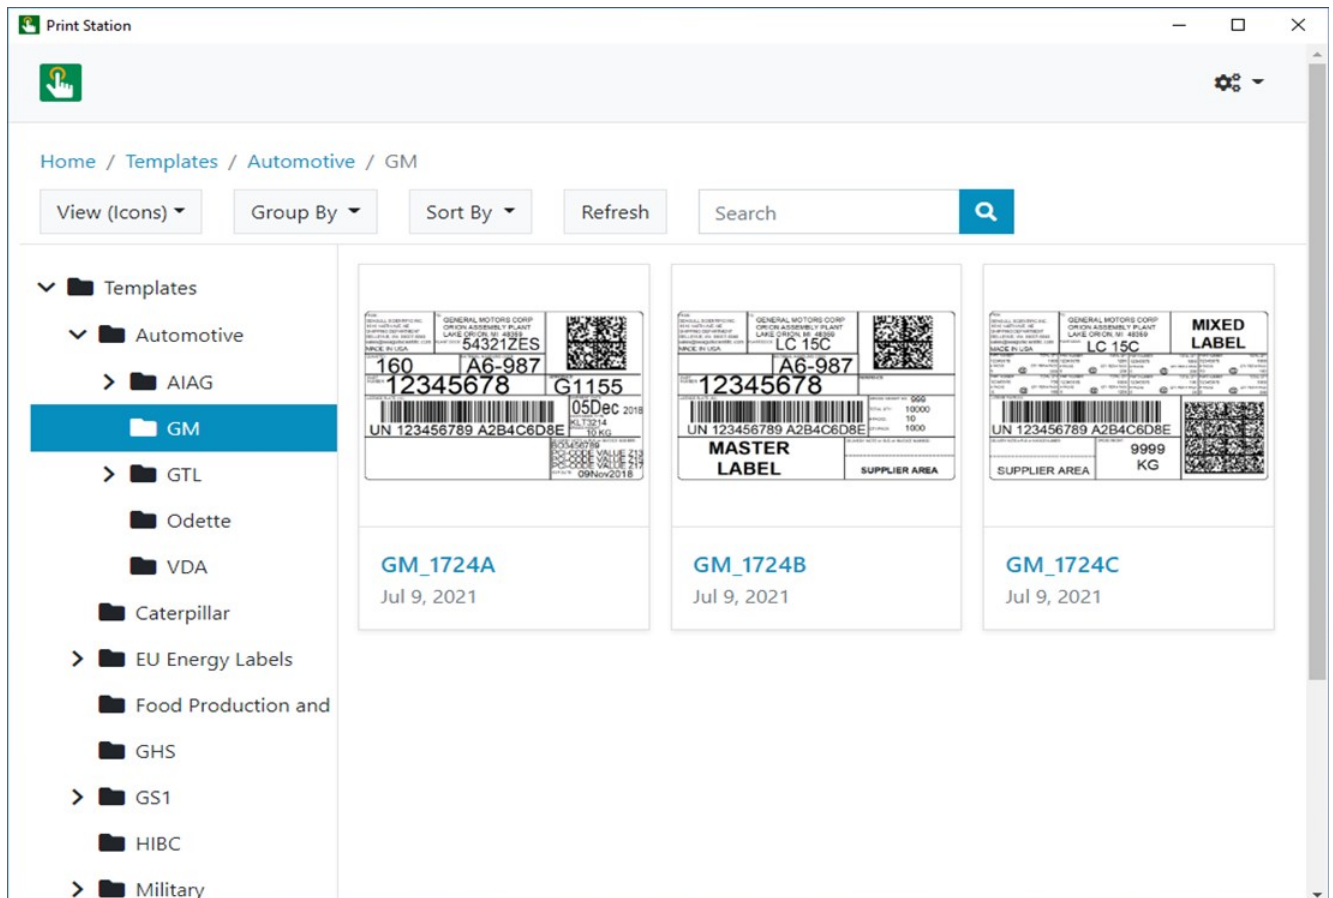 Print Station
Home / Templates / Automotive / GM
View (Icons)
Group By
Sort By
Refresh
Search
Templates
Automotive
AIAG
GM
GTL
Odette
VDA
Caterpillar
EU Energy Labels
Food Production and
GHS
GS1
HIBC
Military
GENERAL MOTORS CORP
ORION ASSEMBLY PLANT
LAKE ORION, MI 48359
54321ZES
MADE IN USA
160
A6-987
12345678
G1155
05Dec 2018
KLT3214
10 KG
UN 123456789 A2B4C6D8E
PCI-CODE VALUE Z13
PCI-CODE VALUE Z15
PCI-CODE VALUE Z17
09Nov2018
GM_1724A
Jul 9, 2021
GENERAL MOTORS CORP
ORION ASSEMBLY PLANT
LAKE ORION, MI 48359
LC 15C
MADE IN USA
A6-987
12345678
999
10000
10
1000
UN 123456789 A2B4C6D8E
MASTER
LABEL
SUPPLIER AREA
GM_1724B
Jul 9, 2021
GENERAL MOTORS CORP
ORION ASSEMBLY PLANT
LAKE ORION, MI 48359
LC 15C
MADE IN USA
MIXED
LABEL
UN 123456789 A2B4C6D8E
9999
KG
SUPPLIER AREA
GM_1724C
Jul 9, 2021